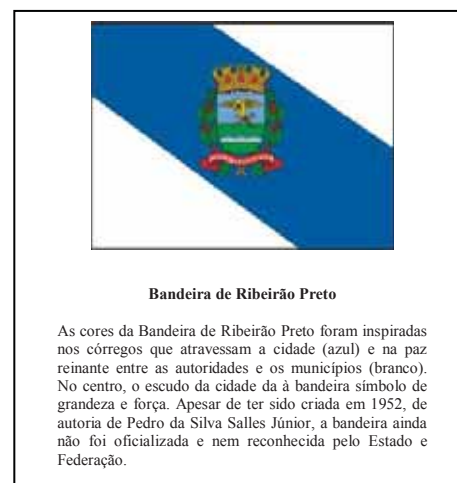 Bandeira de Ribeirão Preto
As cores da Bandeira de Ribeirão Preto foram inspiradas
nos córregos que atravessam a cidade (azul) e na paz
reinante entre as autoridades e os municípios (branco).
No centro, o escudo da cidade da à bandeira símbolo de
grandeza e força. Apesar de ter sido criada em 1952, de
autoria de Pedro da Silva Salles Júnior, a bandeira ainda
não foi oficializada e nem reconhecida pelo Estado e
Federação.